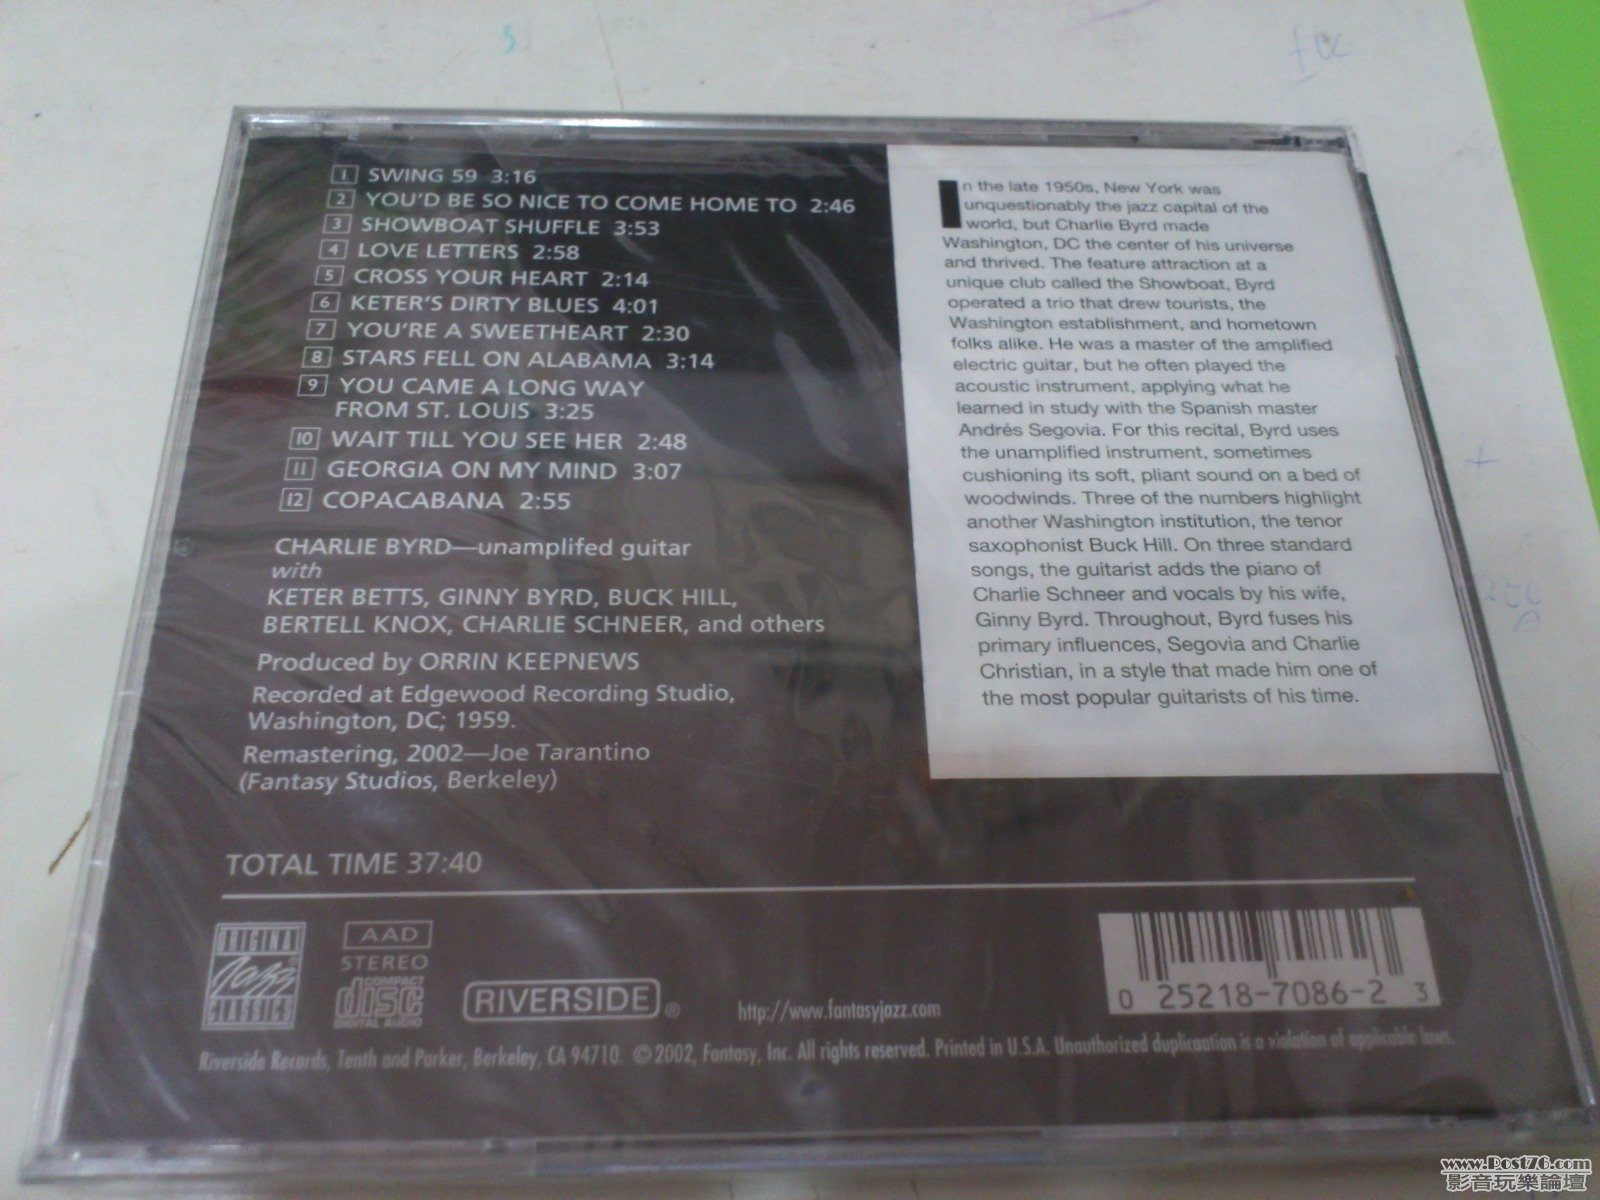 1 SWING 59 3:16
2 YOU'D BE SO NICE TO COME HOME TO 2:46
3 SHOWBOAT SHUFFLE 3:53
4 LOVE LETTERS 2:58
5 CROSS YOUR HEART 2:14
6 KETER'S DIRTY BLUES 4:01
7 YOU'RE A SWEETHEART 2:30
8 STARS FELL ON ALABAMA 3:14
9 YOU CAME A LONG WAY
FROM ST. LOUIS 3:25
10 WAIT TILL YOU SEE HER 2:48
11 GEORGIA ON MY MIND 3:07
12 COPACABANA 2:55
CHARLIE BYRD—unamplifed guitar
with
KETER BETTS, GINNY BYRD, BUCK HILL,
BERTELL KNOX, CHARLIE SCHNEER, and others
Produced by ORRIN KEEPNEWS
Recorded at Edgewood Recording Studio,
Washington, DC; 1959.
Remastering, 2002—Joe Tarantino
(Fantasy Studios, Berkeley)
TOTAL TIME 37:40
In the late 1950s, New York was
unquestionably the jazz capital of the
world, but Charlie Byrd made
Washington, DC the center of his universe
and thrived. The feature attraction at a
unique club called the Showboat, Byrd
operated a trio that drew tourists, the
Washington establishment, and hometown
folks alike. He was a master of the amplified
electric guitar, but he often played the
acoustic instrument, applying what he
learned in study with the Spanish master
Andrés Segovia. For this recital, Byrd uses
the unamplified instrument, sometimes
cushioning its soft, pliant sound on a bed of
woodwinds. Three of the numbers highlight
another Washington institution, the tenor
saxophonist Buck Hill. On three standard
songs, the guitarist adds the piano of
Charlie Schneer and vocals by his wife,
Ginny Byrd. Throughout, Byrd fuses his
primary influences, Segovia and Charlie
Christian, in a style that made him one of
the most popular guitarists of his time.
ORIGINAL
Jazz
CLASSICS
AAD
STEREO
COMPACT
disc
DIGITAL AUDIO
RIVERSIDE®
http://www.fantasyjazz.com
0 25218-7086-2 3
Riverside Records, Tenth and Parker, Berkeley, CA 94710. ©2002, Fantasy, Inc. All rights reserved. Printed in U.S.A. Unauthorized duplicaation is a violation of applicable laws.
www.Post76.com
影音玩樂論壇